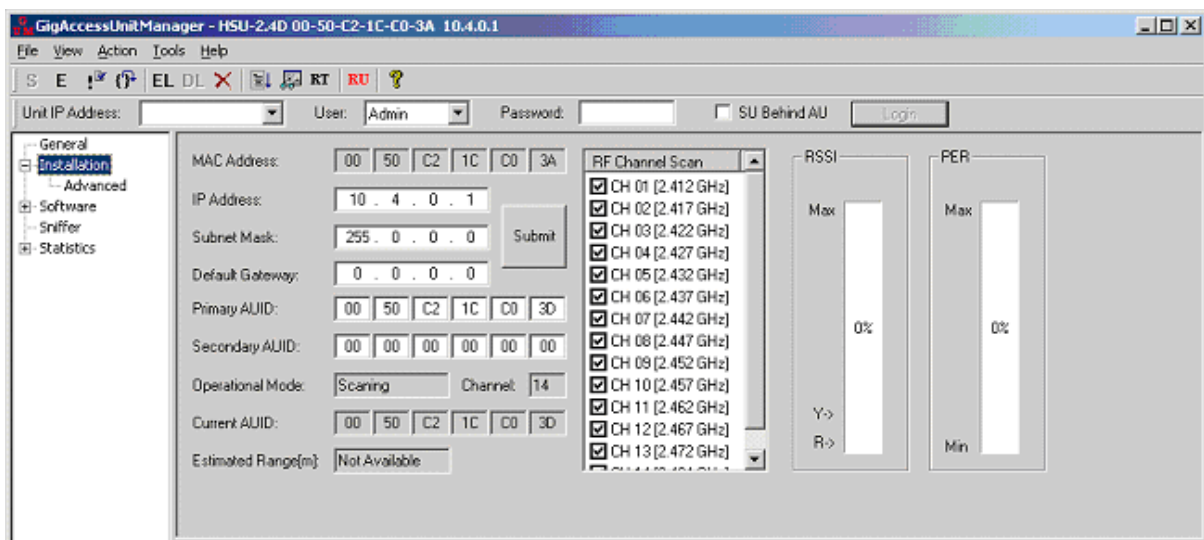 GigAccessUnitManager - HSU-2.4D 00-50-C2-1C-C0-3A 10.4.0.1
File View Action Tools Help
S E EL DL RT RU ?
Unit IP Address: User: Admin Password: SU Behind AU Login
General
Installation
Advanced
Software
Sniffer
Statistics
MAC Address: 00 50 C2 1C C0 3A
IP Address: 10 . 4 . 0 . 1
Subnet Mask: 255 . 0 . 0 . 0
Submit
Default Gateway: 0 . 0 . 0 . 0
Primary AUID: 00 50 C2 1C C0 3D
Secondary AUID: 00 00 00 00 00 00
Operational Mode: Scaning Channel: 14
Current AUID: 00 50 C2 1C C0 3D
Estimated Range[m]: Not Available
RF Channel Scan
CH 01 [2.412 GHz]
CH 02 [2.417 GHz]
CH 03 [2.422 GHz]
CH 04 [2.427 GHz]
CH 05 [2.432 GHz]
CH 06 [2.437 GHz]
CH 07 [2.442 GHz]
CH 08 [2.447 GHz]
CH 09 [2.452 GHz]
CH 10 [2.457 GHz]
CH 11 [2.462 GHz]
CH 12 [2.467 GHz]
CH 13 [2.472 GHz]
RSSI
Max
0%
Y->
R->
PER
Max
0%
Min